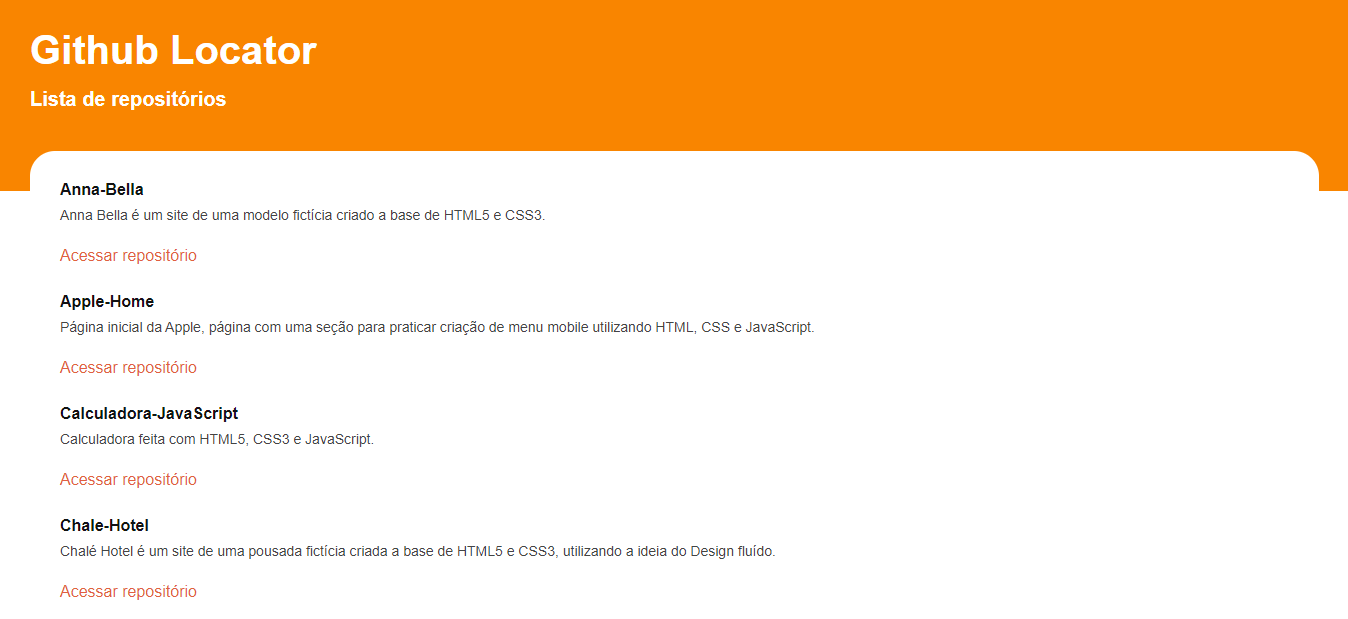 Github Locator
Lista de repositórios
Anna-Bella
Anna Bella é um site de uma modelo fictícia criado a base de HTML5 e CSS3.
Acessar repositório
Apple-Home
Página inicial da Apple, página com uma seção para praticar criação de menu mobile utilizando HTML, CSS e JavaScript.
Acessar repositório
Calculadora-JavaScript
Calculadora feita com HTML5, CSS3 e JavaScript.
Acessar repositório
Chale-Hotel
Chalé Hotel é um site de uma pousada fictícia criada a base de HTML5 e CSS3, utilizando a ideia do Design fluído.
Acessar repositório